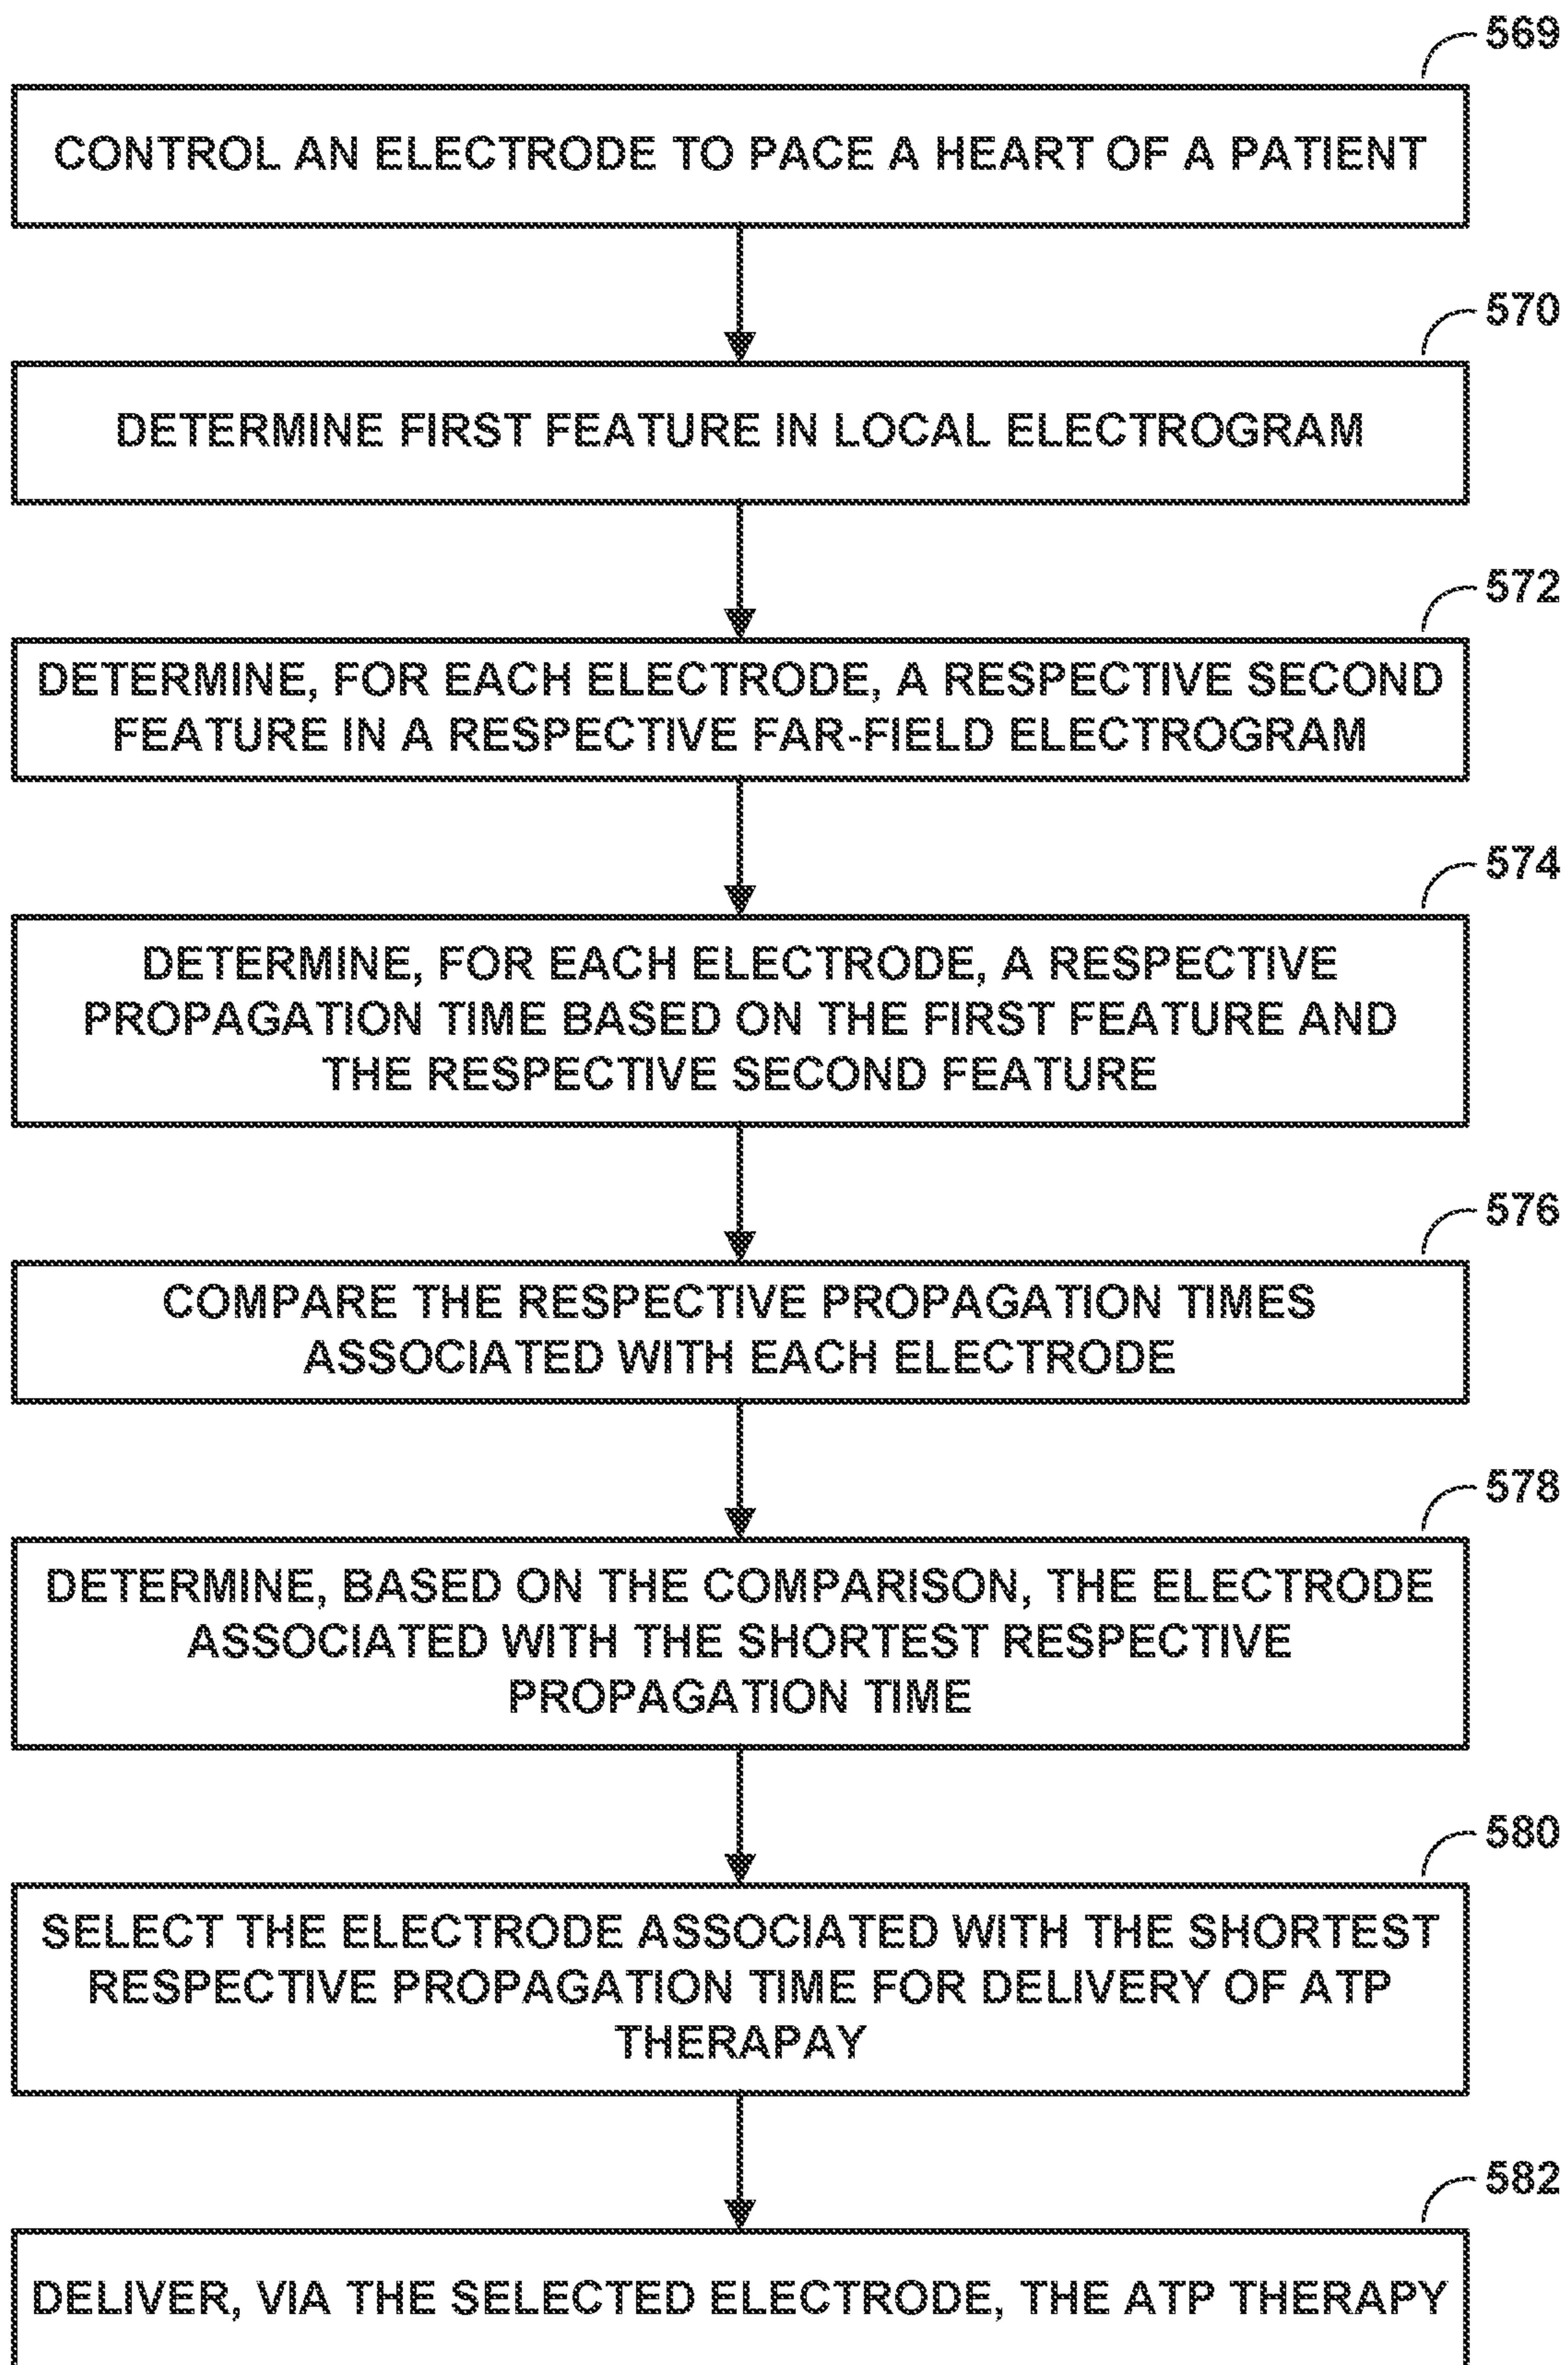 569
CONTROL AN ELECTRODE TO PACE A HEART OF A PATIENT
570
DETERMINE FIRST FEATURE IN LOCAL ELECTROGRAM
572
DETERMINE, FOR EACH ELECTRODE, A RESPECTIVE SECOND
FEATURE IN A RESPECTIVE FAR-FIELD ELECTROGRAM
574
DETERMINE, FOR EACH ELECTRODE, A RESPECTIVE
PROPAGATION TIME BASED ON THE FIRST FEATURE AND
THE RESPECTIVE SECOND FEATURE
576
COMPARE THE RESPECTIVE PROPAGATION TIMES
ASSOCIATED WITH EACH ELECTRODE
578
DETERMINE, BASED ON THE COMPARISON, THE ELECTRODE
ASSOCIATED WITH THE SHORTEST RESPECTIVE
PROPAGATION TIME
580
SELECT THE ELECTRODE ASSOCIATED WITH THE SHORTEST
RESPECTIVE PROPAGATION TIME FOR DELIVERY OF ATP
THERAPAY
582
DELIVER, VIA THE SELECTED ELECTRODE, THE ATP THERAPY